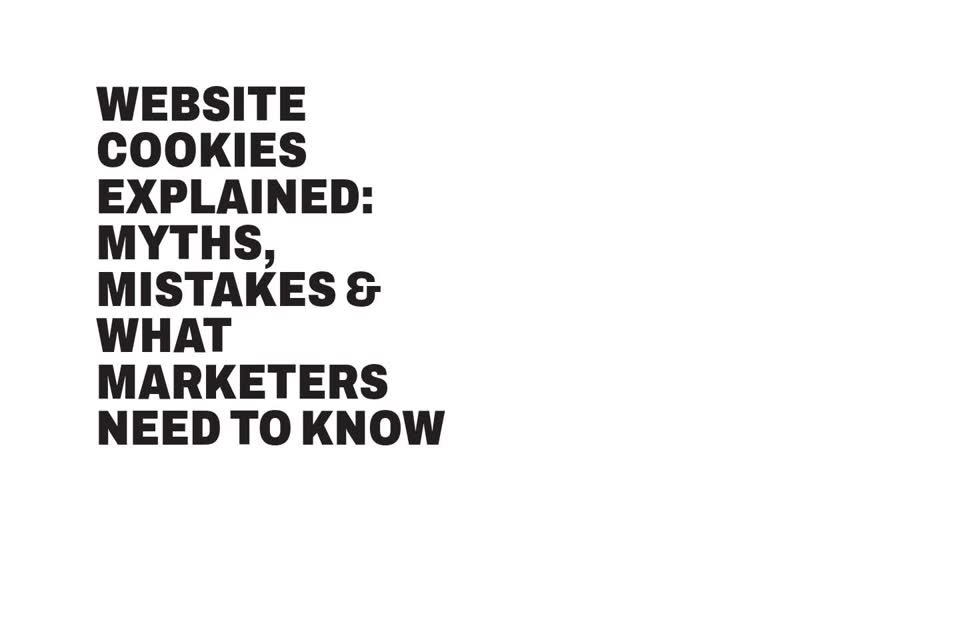 WEBSITE
COOKIES
EXPLAINED:
MYTHS,
MISTAKES &
WHAT
MARKETERS
NEED TO KNOW